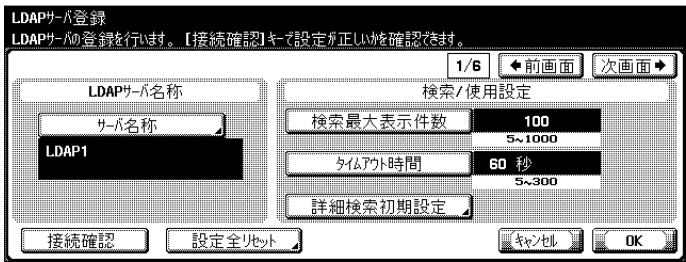 LDAPｻｰﾊﾞ登録
LDAPｻｰﾊﾞの登録を行います。【接続確認】ｷｰで設定が正しいかを確認できます。
1/6 ←前画面 次画面→
LDAPｻｰﾊﾞ名称 検索/使用設定
ｻｰﾊﾞ名称 検索最大表示件数 100
5~1000
LDAP1
ﾀｲﾑｱｳﾄ時間 60 秒
5~300
詳細検索初期設定
接続確認 設定全ﾘｾｯﾄ ｷｬﾝｾﾙ OK